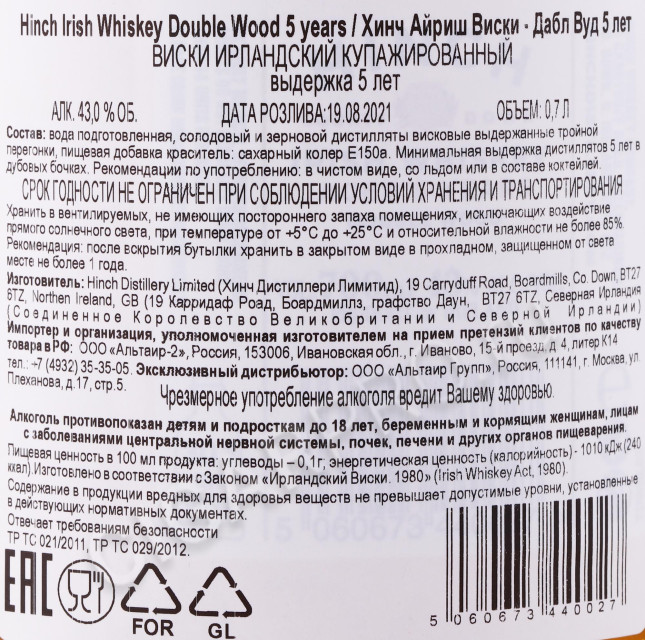 Hinch Irish Whiskey Double Wood 5 years / Хинч Айриш Виски - Дабл Вуд 5 лет
ВИСКИ ИРЛАНДСКИЙ КУПАЖИРОВАННЫЙ
выдержка 5 лет
АЛК. 43,0 % ОБ. ДАТА РОЗЛИВА:19.08.2021 ОБЪЕМ: 0,7 Л
Состав: вода подготовленная, солодовый и зерновой дистилляты висковые выдержанные тройной
перегонки, пищевая добавка краситель: сахарный колер Е150а. Минимальная выдержка дистиллятов 5 лет в
дубовых бочках. Рекомендации по употреблению: в чистом виде, со льдом или в составе коктейлей.
СРОК ГОДНОСТИ НЕ ОГРАНИЧЕН ПРИ СОБЛЮДЕНИИ УСЛОВИЙ ХРАНЕНИЯ И ТРАНСПОРТИРОВАНИЯ
Хранить в вентилируемых, не имеющих постороннего запаха помещениях, исключающих воздействие
прямого солнечного света, при температуре от +5°С до +25°С и относительной влажности не более 85%.
Рекомендация: после вскрытия бутылки хранить в закрытом виде в прохладном, защищенном от света
месте не более 1 года.
Изготовитель: Hinch Distillery Limited (Хинч Дистиллери Лимитид), 19 Carryduff Road, Boardmills, Co. Down, BT27
6TZ, Northen Ireland, GB (19 Карридаф Роад, Боардмиллз, графство Даун, BT27 6TZ, Северная Ирландия
(Соединенное Королевство Великобритании и Северной Ирландии)
Импортер и организация, уполномоченная изготовителем на прием претензий клиентов по качеству
товара в РФ: ООО «Альтаир-2», Россия, 153006, Ивановская обл., г. Иваново, 15-й проезд, д. 4, литер К14
тел.: +7 (4932) 35-35-05. Эксклюзивный дистрибьютор: ООО «Альтаир Групп», Россия, 111141, г. Москва, ул.
Плеханова, д.17, стр.5.
Чрезмерное употребление алкоголя вредит Вашему здоровью.
Алкоголь противопоказан детям и подросткам до 18 лет, беременным и кормящим женщинам, лицам
с заболеваниями центральной нервной системы, почек, печени и других органов пищеварения.
Пищевая ценность в 100 мл продукта: углеводы – 0,1г, энергетическая ценность (калорийность) - 1010 кДж (240
ккал).Изготовлено в соответствии с Законом «Ирландский Виски. 1980» (Irish Whiskey Act, 1980).
Содержание в продукции вредных для здоровья веществ не превышает допустимые уровни, установленные
в действующих нормативных документах.
Отвечает требованиям безопасности
ТР ТС 021/2011, ТР ТС 029/2012.
EAC
FOR GL
5 060673 440027